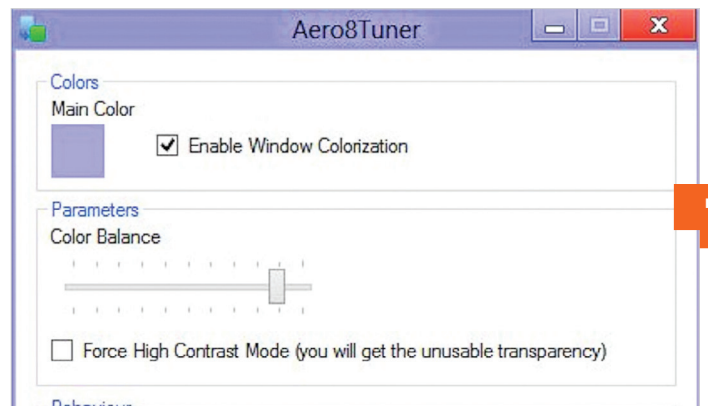 Aero8Tuner
Colors
Main Color
Enable Window Colorization
Parameters
Color Balance
Force High Contrast Mode (you will get the unusable transparency)